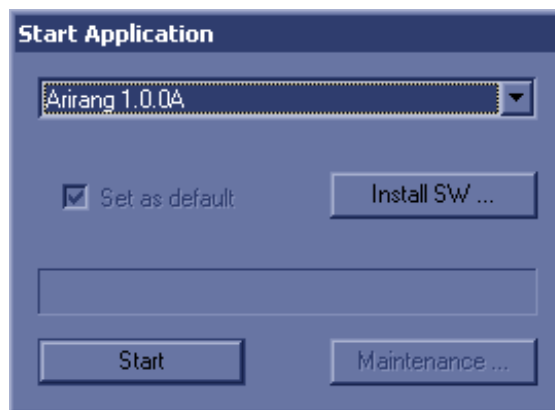 Start Application
Arirang 1.0.0A
Set as default
Install SW ...
Start
Maintenance ...